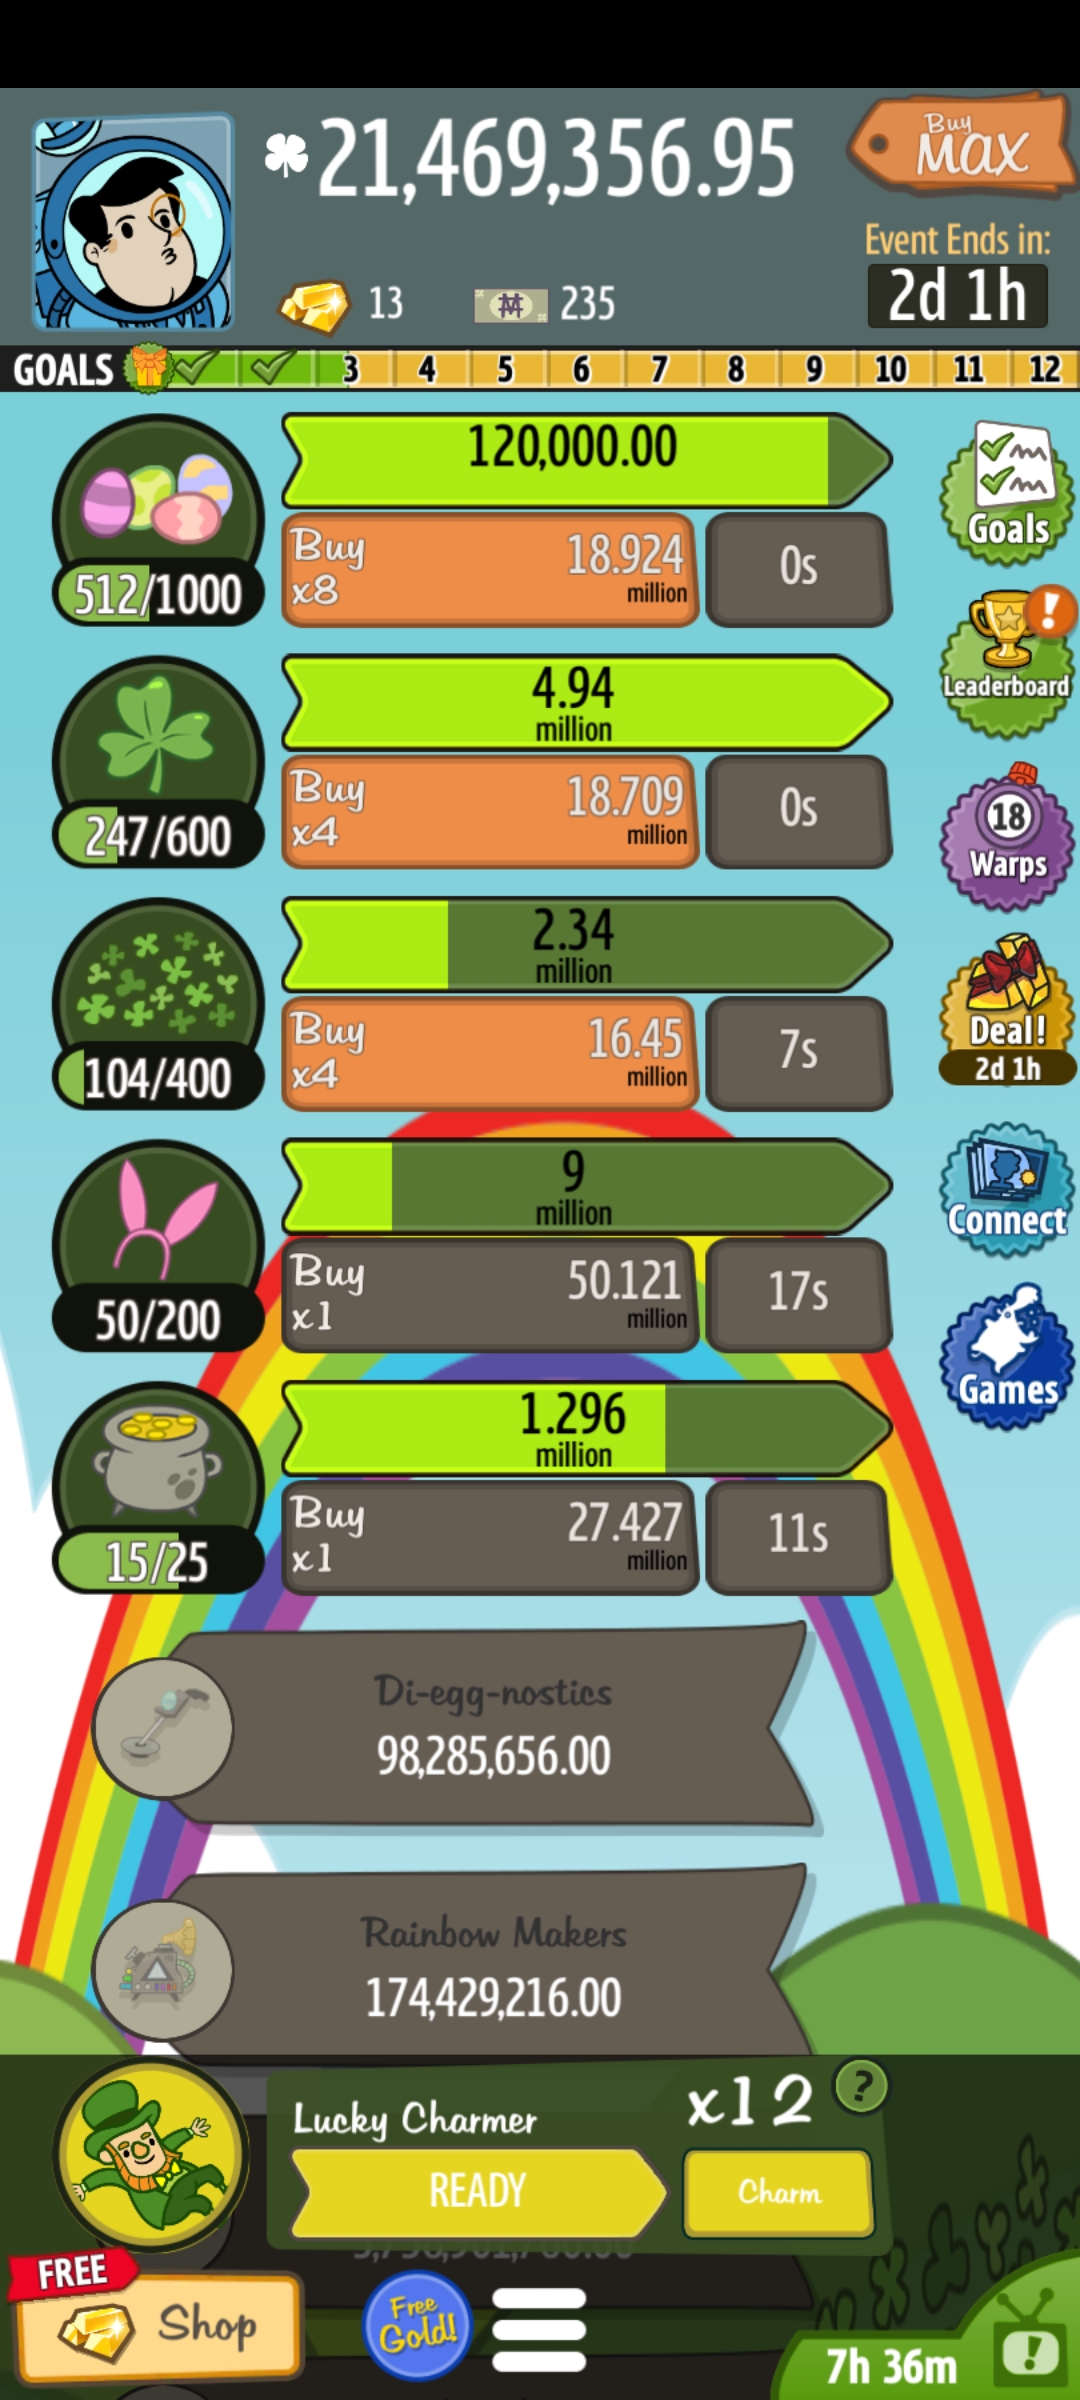 21,469,356.95
Buy
MAX
Event Ends in:
2d 1h
13
235
GOALS 3 4 5 6 7 8 9 10 11 12
120,000.00
Buy
x8
18.924
million
0s
512/1000
Goals
4.94
million
Buy
x4
18.709
million
0s
247/600
Leaderboard
2.34
million
Buy
x4
16.45
million
7s
104/400
18
Warps
Deal!
2d 1h
9
million
Buy
x1
50.121
million
17s
50/200
Connect
1.296
million
Buy
x1
27.427
million
11s
15/25
Games
Di-egg-nostics
98,285,656.00
Rainbow Makers
174,429,216.00
Lucky Charmer
x12
?
READY
Charm
FREE
Shop
Free
Gold!
7h 36m